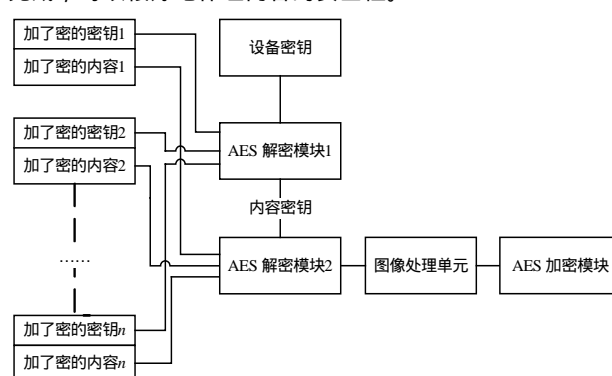 加了密的密钥1
加了密的内容1
设备密钥
加了密的密钥2
加了密的内容2
AES 解密模块1
内容密钥
……
AES 解密模块2
图像处理单元
AES 加密模块
加了密的密钥n
加了密的内容n